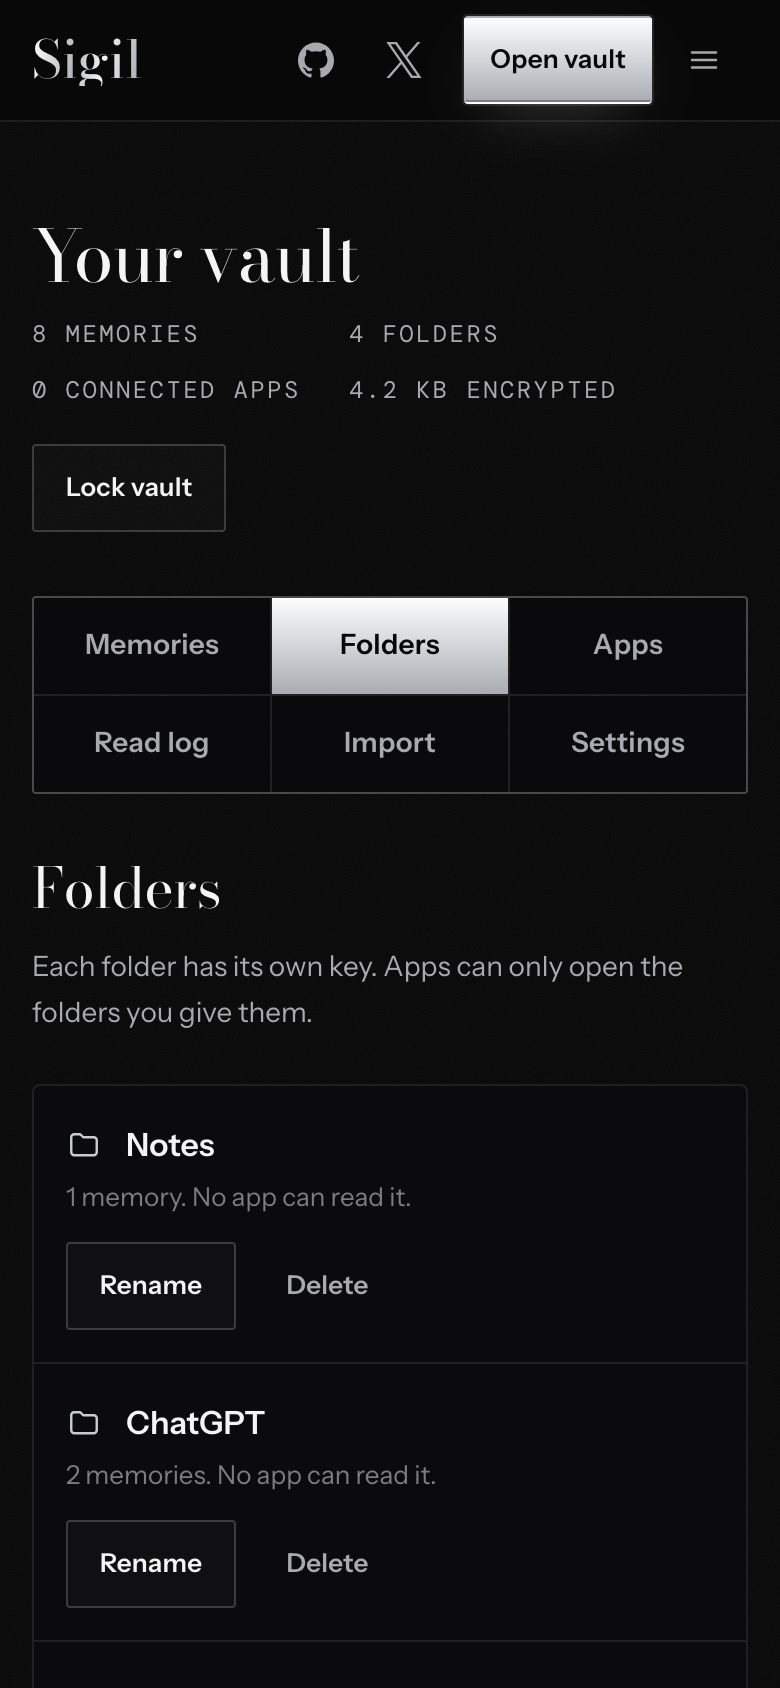 Sigil
Open vault
Your vault
8 MEMORIES
4 FOLDERS
0 CONNECTED APPS
4.2 KB ENCRYPTED
Lock vault
Memories
Folders
Apps
Read log
Import
Settings
Folders
Each folder has its own key. Apps can only open the
folders you give them.
Notes
1 memory. No app can read it.
Rename
Delete
ChatGPT
2 memories. No app can read it.
Rename
Delete